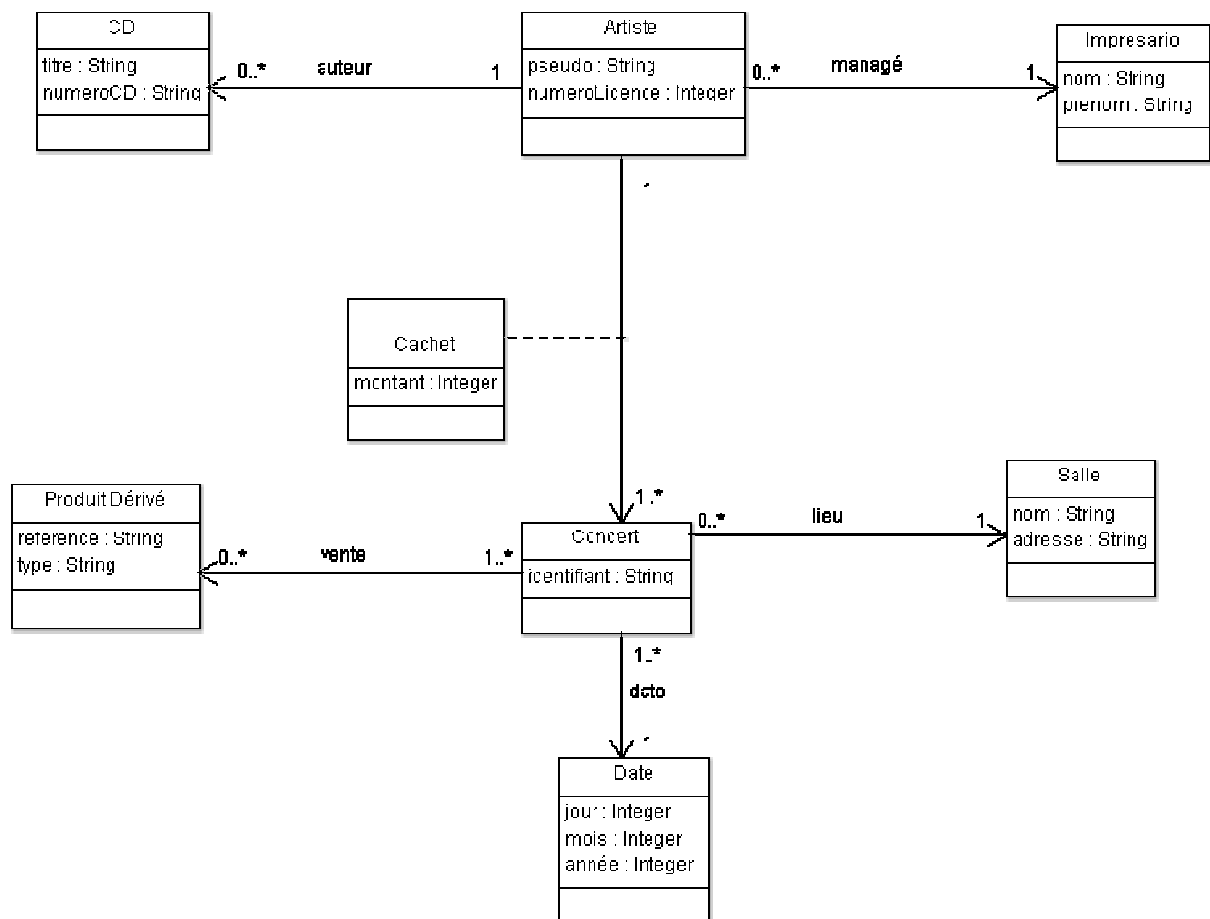 CD
titre : String
numeroCD : String
0..*
auteur
1
Artiste
pseudo : String
numeroLicence : Integer
0..*
managé
1
Impresario
nom : String
prenom : String
Cachet
montant : Integer
1..*
Produit Dérivé
reference : String
type : String
0..*
vente
1..*
Concert
identifiant : String
0..*
lieu
1
Salle
nom : String
adresse : String
1..*
date
Date
jour : Integer
mois : Integer
année : Integer